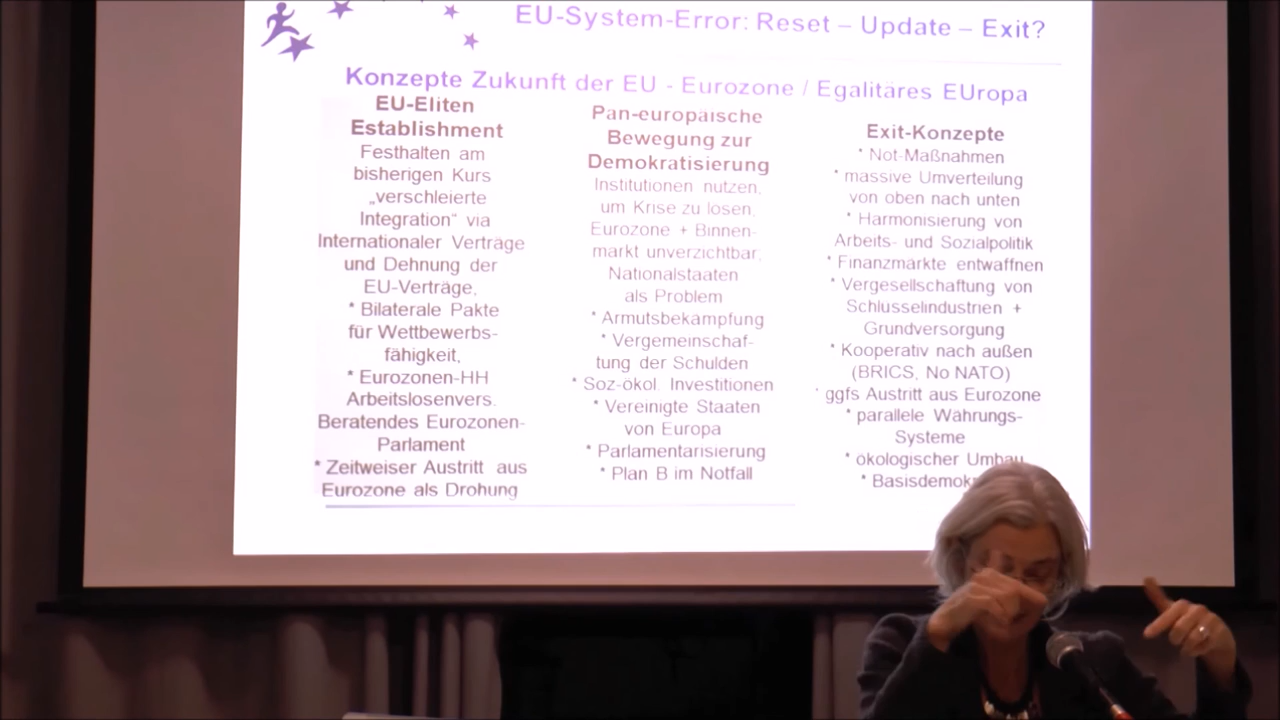 EU-System-Error: Reset – Update – Exit?
Konzepte Zukunft der EU - Eurozone / Egalitäres EUropa
EU-Eliten
Establishment
Festhalten am
bisherigen Kurs
„verschleierte
Integration" via
Internationaler Verträge
und Dehnung der
EU-Verträge,
* Bilaterale Pakte
für Wettbewerbs-
fähigkeit,
* Eurozonen-HH
Arbeitslosenvers.
Beratendes Eurozonen-
Parlament
* Zeitweiser Austritt aus
Eurozone als Drohung
Pan-europäische
Bewegung zur
Demokratisierung
Institutionen nutzen,
um Krise zu lösen,
Eurozone + Binnen-
markt unverzichtbar,
Nationalstaaten
als Problem
* Armutsbekämpfung
* Vergemeinschaf-
tung der Schulden
* Soz-ökol. Investitionen
* Vereinigte Staaten
von Europa
* Parlamentarisierung
* Plan B im Notfall
Exit-Konzepte
* Not-Maßnahmen
* massive Umverteilung
von oben nach unten
* Harmonisierung von
Arbeits- und Sozialpolitik
* Finanzmärkte entwaffnen
* Vergesellschaftung von
Schlüsselindustrien +
Grundversorgung
* Kooperativ nach außen
(BRICS, No NATO)
* ggfs Austritt aus Eurozone
* parallele Währungs-
Systeme
* ökologischer Umbau
* Basisdemok